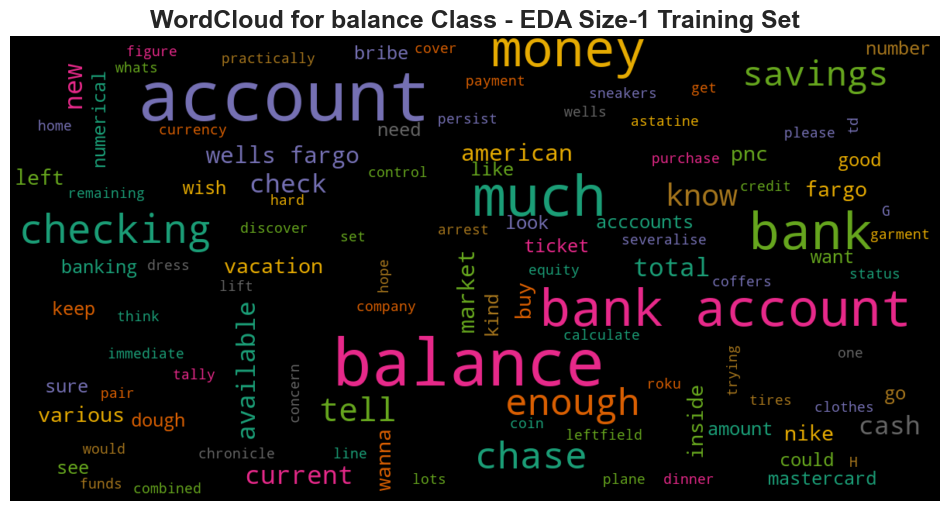 WordCloud for balance Class - EDA Size-1 Training Set
figure
practically
bribe
cover
money
number
whats
new
numerical
account
payment
sneakers
get
savings
home
currency
need
persist
wells
astatine
please
td
wells fargo
american
purchase
pnc
good
left
remaining
wish
check
control
like
much
know
credit
fargo
hard
checking
discover
set
arrest
look
acccounts
severalise
bank
G
garment
ticket
want
banking
dress
vacation
hope
market
equity
total
coffers
status
lift
keep
think
available
company
kind
buy
bank account
calculate
immediate
balance
trying
one
sure
pair
tally
concern
roku
tires
go
various
dough
tell
enough
inside
clothes
coin
leftfield
amount
nike
cash
would
chronicle
line
wanna
chase
see
could
H
funds
combined
current
lots
plane
dinner
mastercard